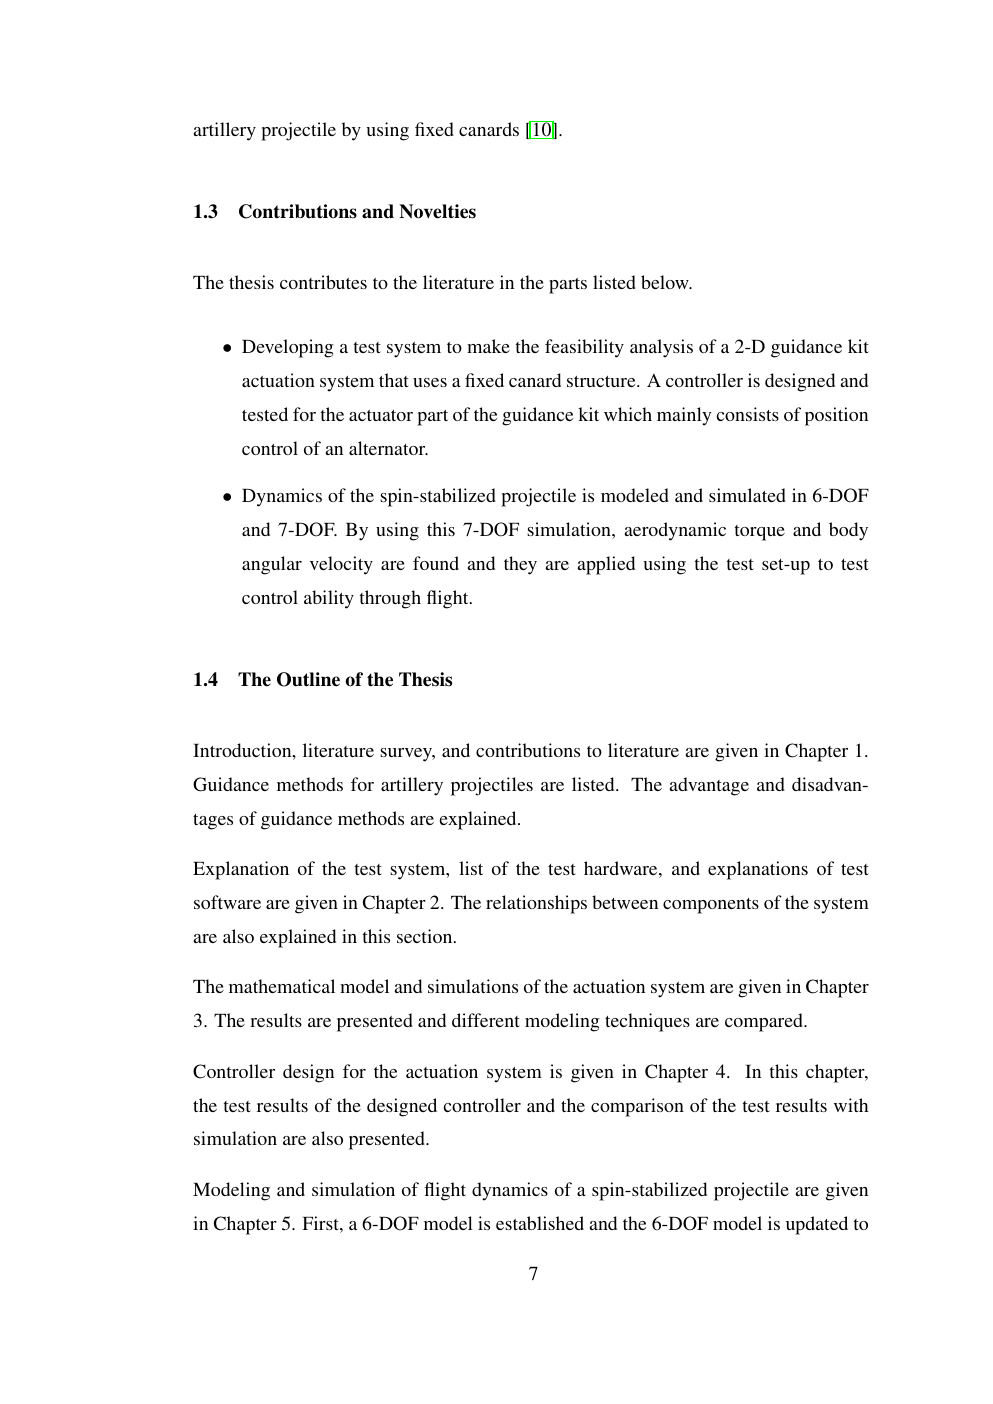 artillery projectile by using fixed canards [10].
1.3 Contributions and Novelties
The thesis contributes to the literature in the parts listed below.
• Developing a test system to make the feasibility analysis of a 2-D guidance kit
actuation system that uses a fixed canard structure. A controller is designed and
tested for the actuator part of the guidance kit which mainly consists of position
control of an alternator.
• Dynamics of the spin-stabilized projectile is modeled and simulated in 6-DOF
and 7-DOF. By using this 7-DOF simulation, aerodynamic torque and body
angular velocity are found and they are applied using the test set-up to test
control ability through flight.
1.4 The Outline of the Thesis
Introduction, literature survey, and contributions to literature are given in Chapter 1.
Guidance methods for artillery projectiles are listed. The advantage and disadvan-
tages of guidance methods are explained.
Explanation of the test system, list of the test hardware, and explanations of test
software are given in Chapter 2. The relationships between components of the system
are also explained in this section.
The mathematical model and simulations of the actuation system are given in Chapter
3. The results are presented and different modeling techniques are compared.
Controller design for the actuation system is given in Chapter 4. In this chapter,
the test results of the designed controller and the comparison of the test results with
simulation are also presented.
Modeling and simulation of flight dynamics of a spin-stabilized projectile are given
in Chapter 5. First, a 6-DOF model is established and the 6-DOF model is updated to
7